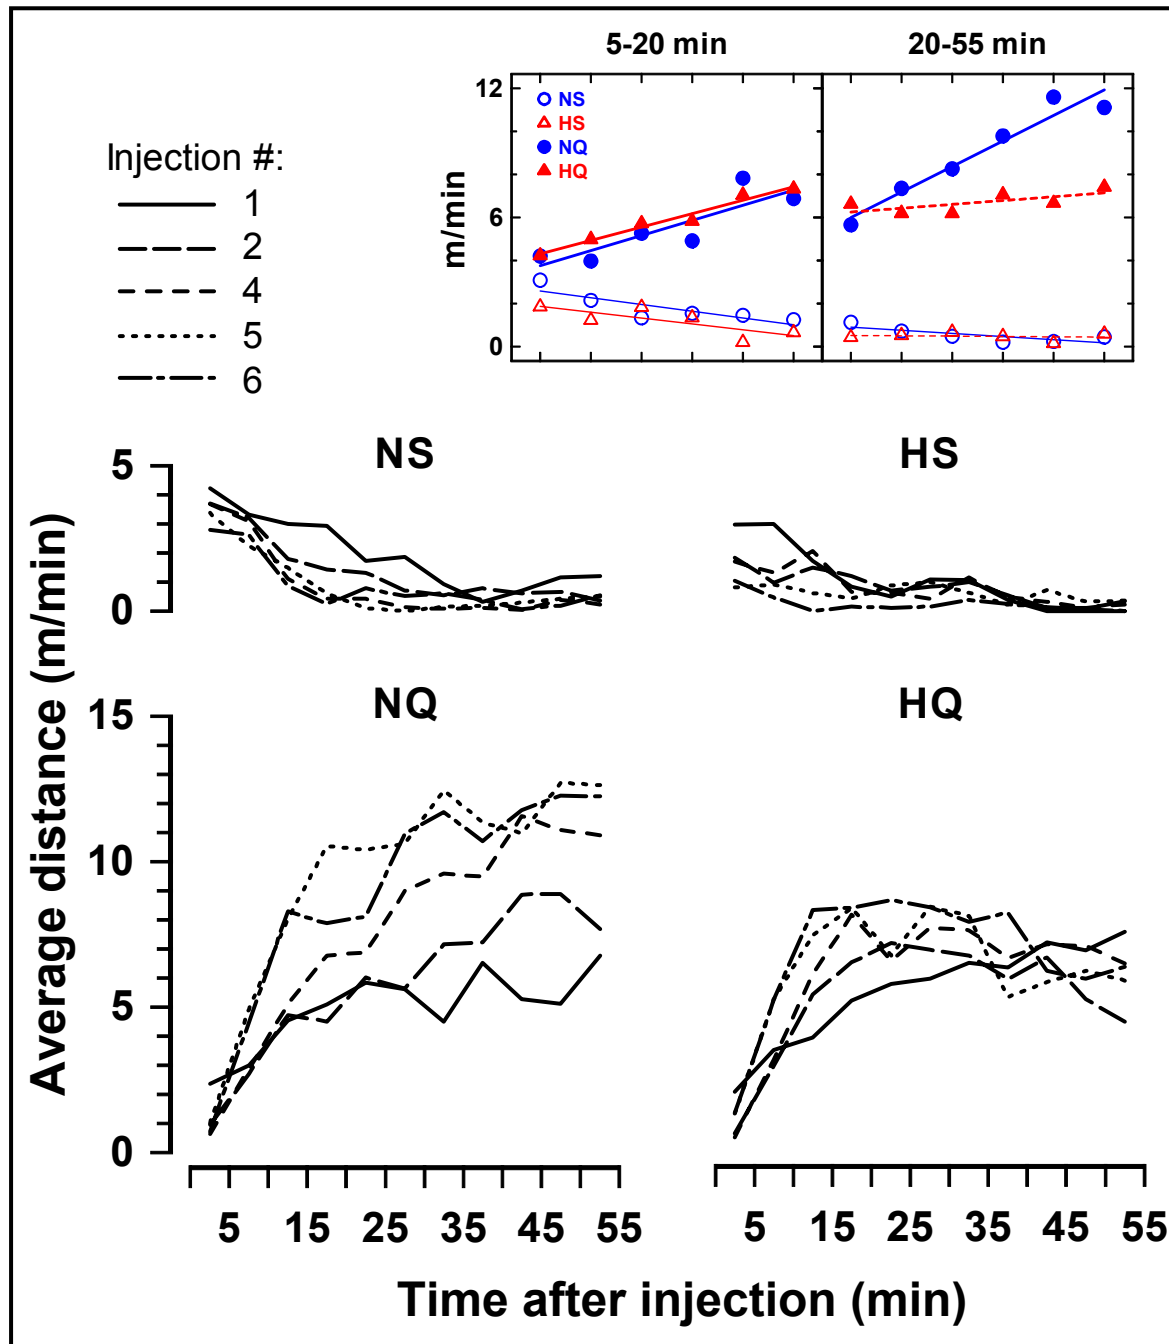 5-20 min 20-55 min
12
6
0
m/min
NS
HS
NQ
HQ
Injection #:
1
2
4
5
6
NS HS
5
0
NQ HQ
15
10
5
0
Average distance (m/min)
5 15 25 35 45 55 5 15 25 35 45 55
Time after injection (min)